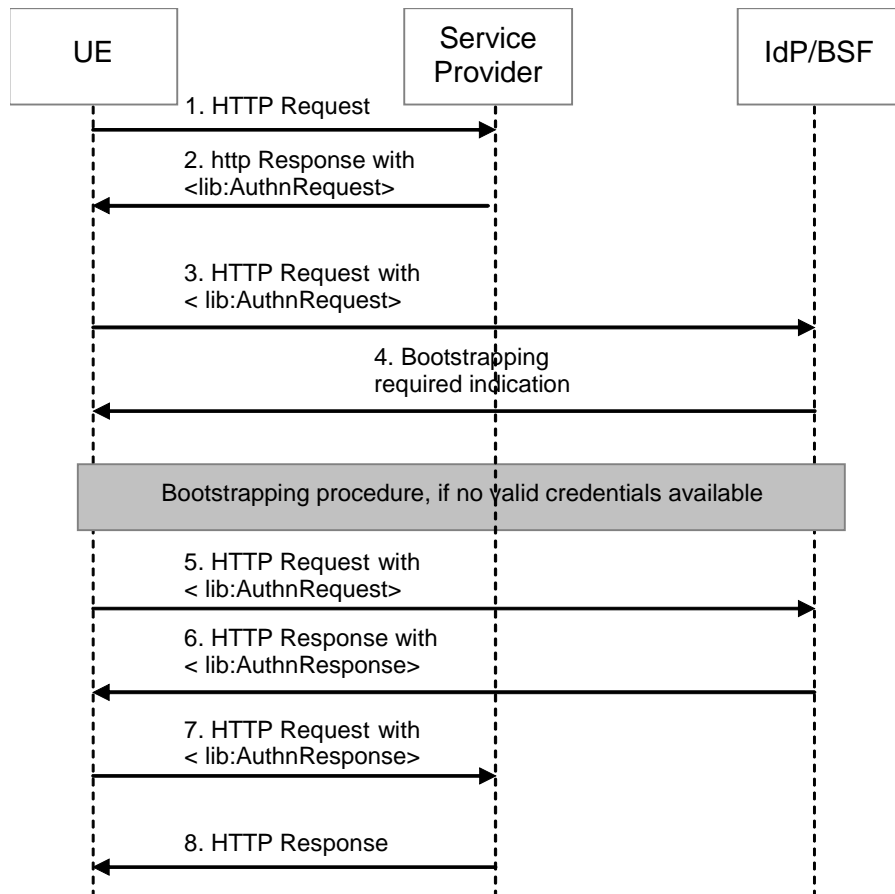 UE
Service
Provider
IdP/BSF
1. HTTP Request
2. http Response with
<lib:AuthnRequest>
3. HTTP Request with
< lib:AuthnRequest>
4. Bootstrapping
required indication
Bootstrapping procedure, if no valid credentials available
5. HTTP Request with
< lib:AuthnRequest>
6. HTTP Response with
< lib:AuthnResponse>
7. HTTP Request with
< lib:AuthnResponse>
8. HTTP Response